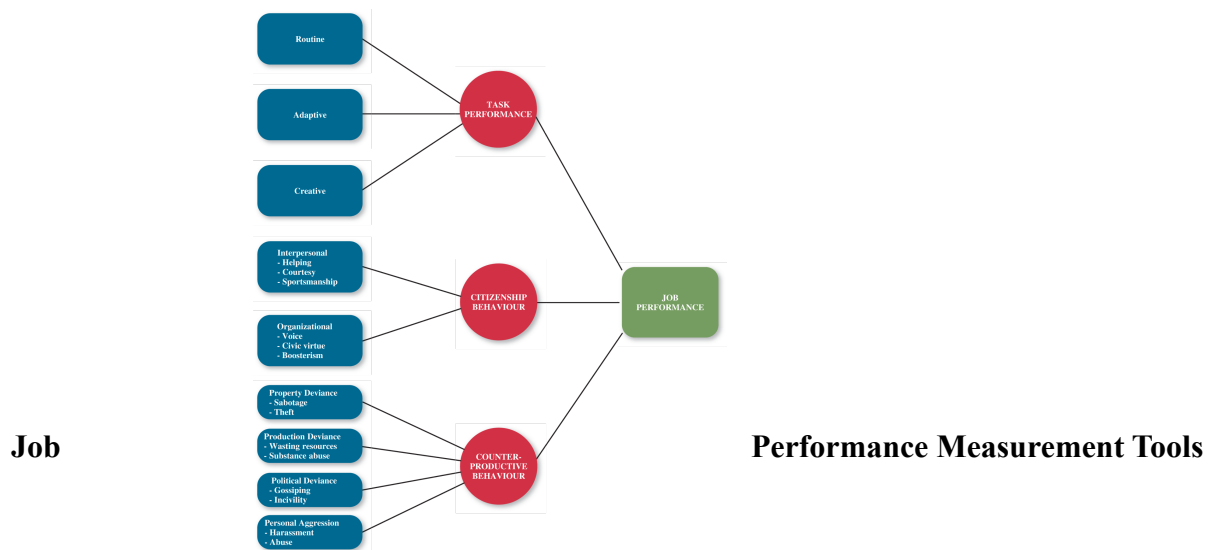 Routine
Adaptive
Creative
Interpersonal
- Helping
- Courtesy
- Sportsmanship
Organizational
- Voice
- Civic virtue
- Boosterism
Property Deviance
- Sabotage
- Theft
Production Deviance
- Wasting resources
- Substance abuse
Political Deviance
- Gossiping
- Incivility
Personal Aggression
- Harassment
- Abuse
TASK
PERFORMANCE
CITIZENSHIP
BEHAVIOUR
COUNTER-
PRODUCTIVE
BEHAVIOUR
JOB
PERFORMANCE
Job Performance Measurement Tools